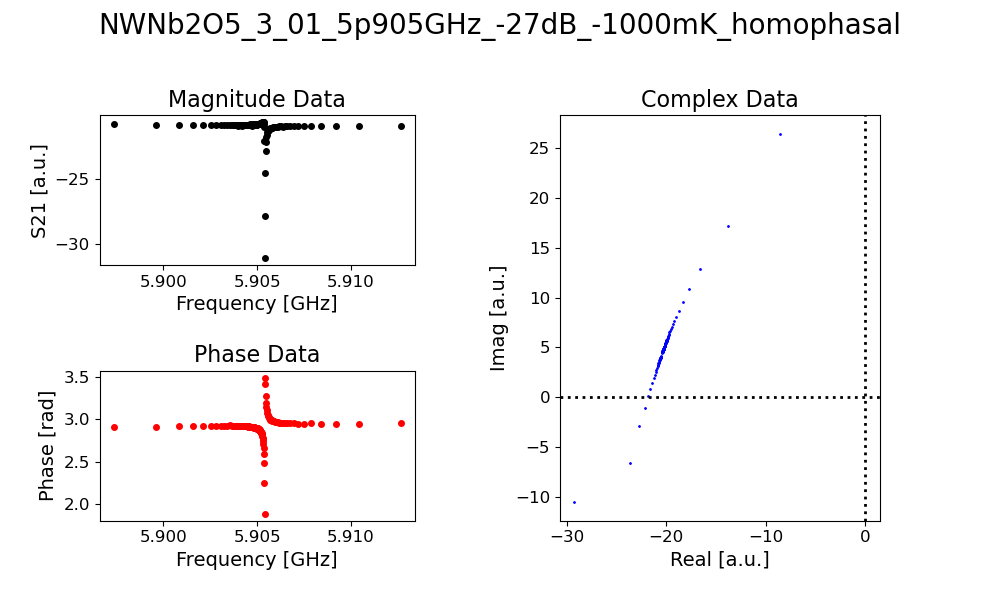 NWNb2O5_3_01_5p905GHz_-27dB_-1000mK_homophasal
Magnitude Data
S21 [a.u.]
−25
−30
5.900 5.905 5.910
Frequency [GHz]
Phase Data
Phase [rad]
3.5
3.0
2.5
2.0
5.900 5.905 5.910
Frequency [GHz]
Complex Data
Imag [a.u.]
25
20
15
10
5
0
−5
−10
−30 −20 −10 0
Real [a.u.]